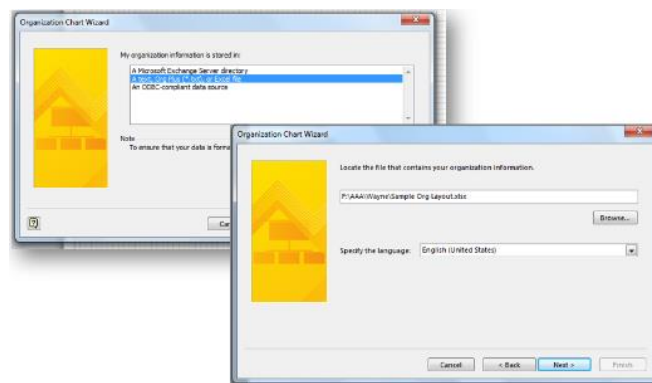 Organization Chart Wizard
My organization information is stored in:
A Microsoft Exchange Server directory
A text, Org Plus (*.txt), or Excel file
An ODBC-compliant data source
Note
To ensure that your data is forma
Organization Chart Wizard
Locate the file that contains your organization information.
F:\AAA\Wayne\Sample Org Layout.xlsx
Browse...
Specify the language:
English (United States)
Cancel
< Back
Next >
Finish